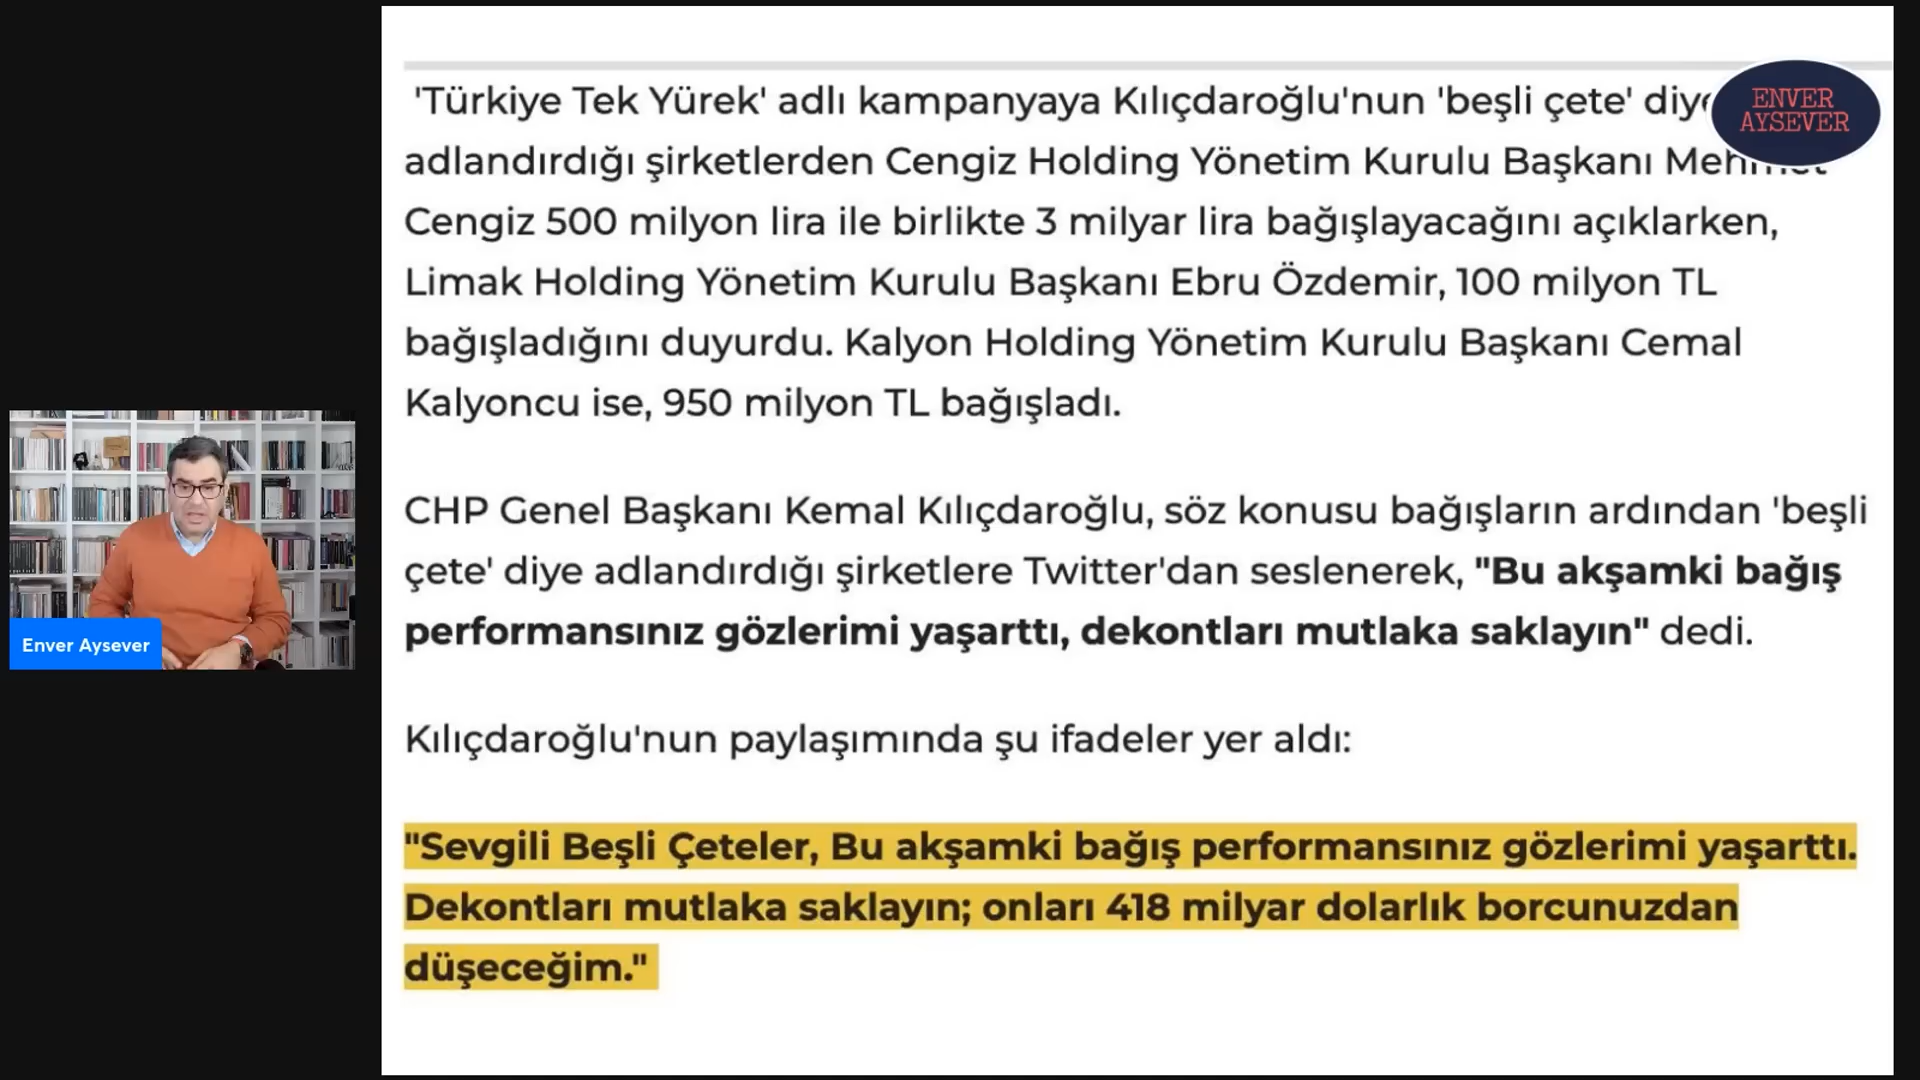 'Türkiye Tek Yürek' adlı kampanyaya Kılıçdaroğlu'nun 'beşli çete' diye
adlandırdığı şirketlerden Cengiz Holding Yönetim Kurulu Başkanı Mehmet
Cengiz 500 milyon lira ile birlikte 3 milyar lira bağışlayacağını açıklarken,
Limak Holding Yönetim Kurulu Başkanı Ebru Özdemir, 100 milyon TL
bağışladığını duyurdu. Kalyon Holding Yönetim Kurulu Başkanı Cemal
Kalyoncu ise, 950 milyon TL bağışladı.
CHP Genel Başkanı Kemal Kılıçdaroğlu, söz konusu bağışların ardından 'beşli
çete' diye adlandırdığı şirketlere Twitter'dan seslenerek, "Bu akşamki bağış
performansınız gözlerimi yaşarttı, dekontları mutlaka saklayın" dedi.
Kılıçdaroğlu'nun paylaşımında şu ifadeler yer aldı:
"Sevgili Beşli Çeteler, Bu akşamki bağış performansınız gözlerimi yaşarttı.
Dekontları mutlaka saklayın; onları 418 milyar dolarlık borcunuzdan
düşeceğim."
ENVER
AYSEVER
Enver Aysever